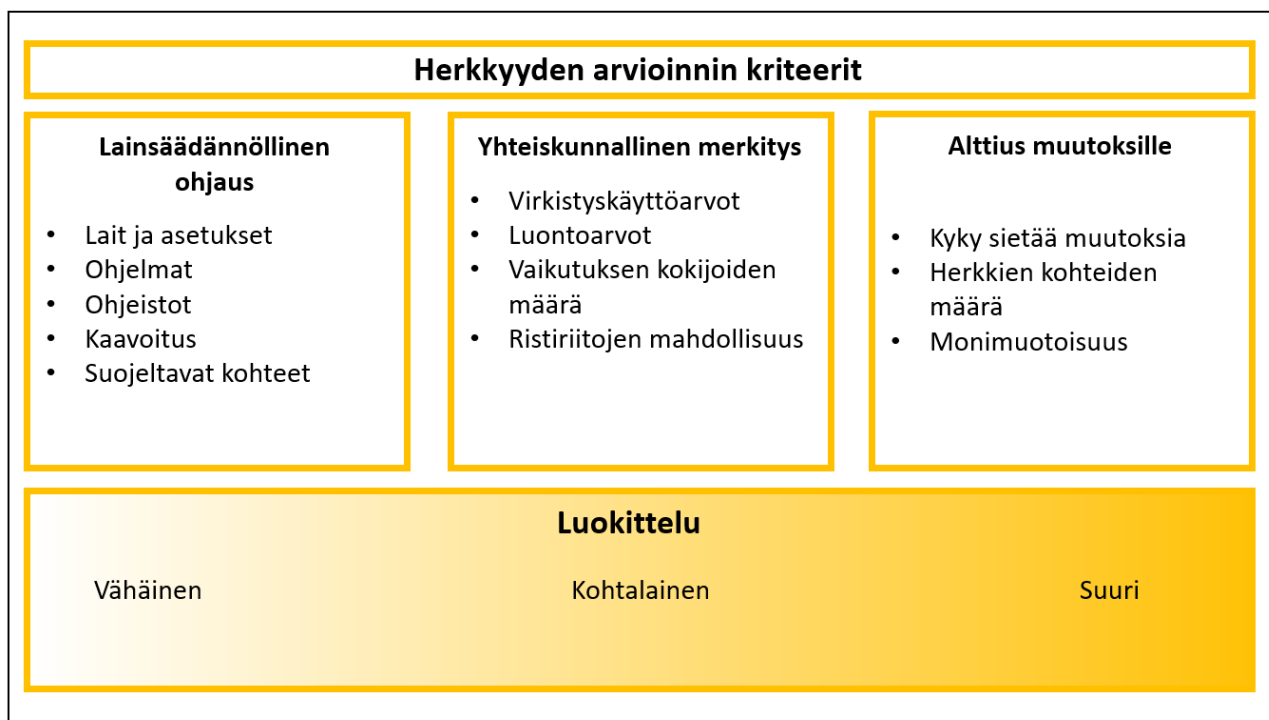 Herkkyyden arvioinnin kriteerit
Lainsäädännöllinen
ohjaus
• Lait ja asetukset
• Ohjelmat
• Ohjeistot
• Kaavoitus
• Suojeltavat kohteet
Yhteiskunnallinen merkitys
• Virkistyskäyttöarvot
• Luontoarvot
• Vaikutuksen kokijoiden
määrä
• Ristiriitojen mahdollisuus
Alttius muutoksille
• Kyky sietää muutoksia
• Herkkien kohteiden
määrä
• Monimuotoisuus
Luokittelu
Vähäinen
Kohtalainen
Suuri